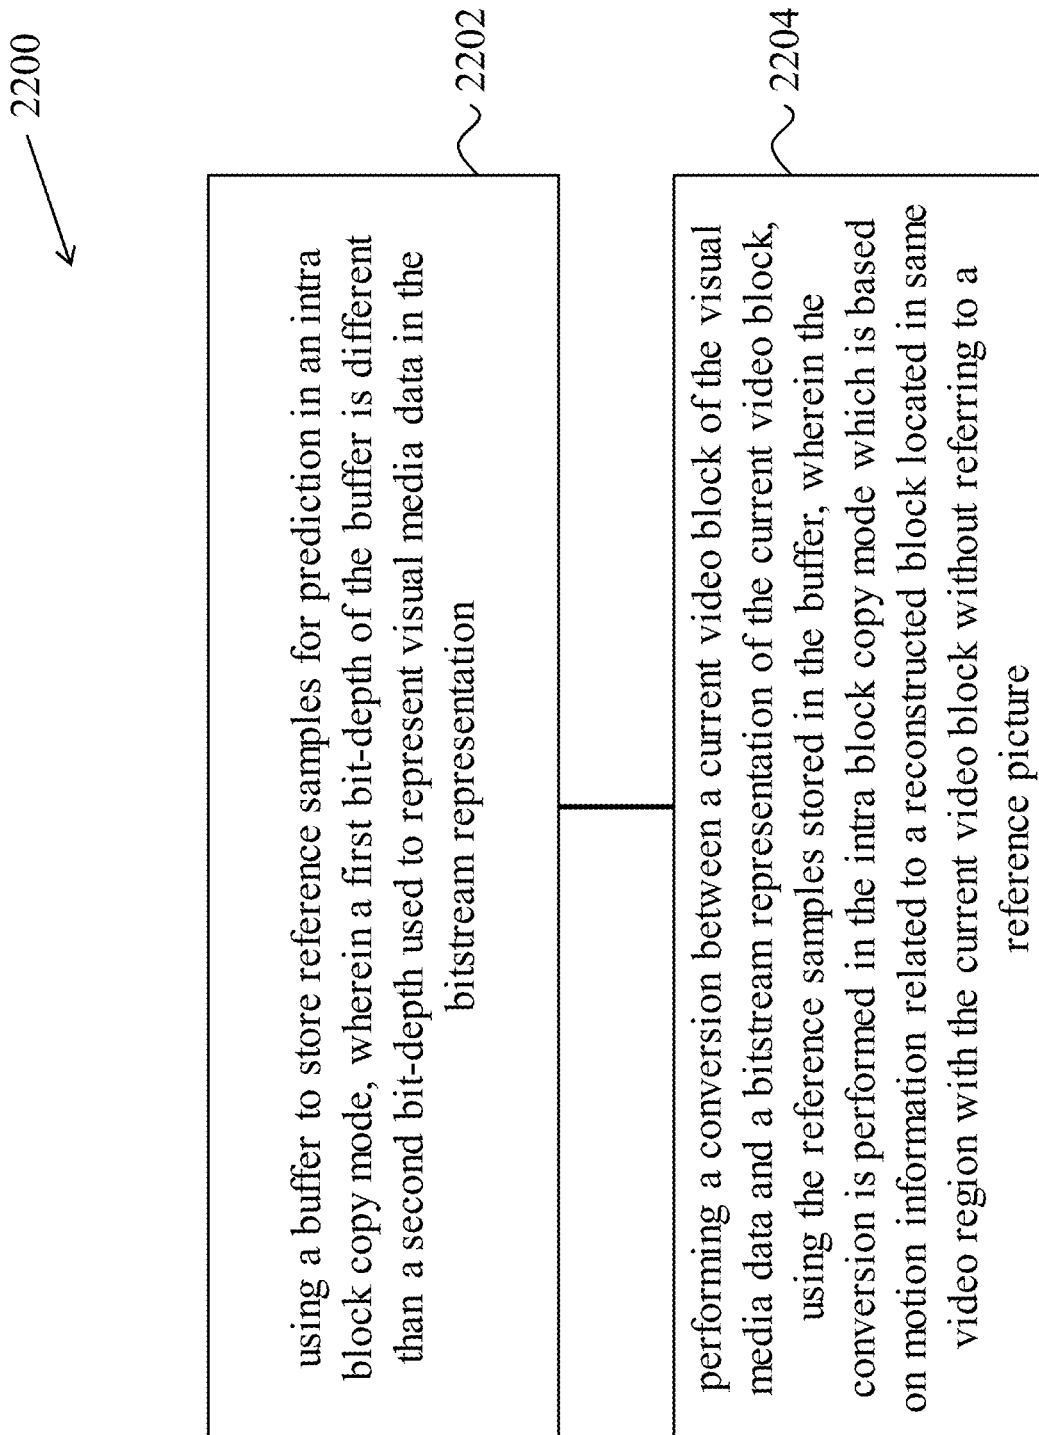 2200
using a buffer to store reference samples for prediction in an intra
block copy mode, wherein a first bit-depth of the buffer is different
than a second bit-depth used to represent visual media data in the
bitstream representation
2202
performing a conversion between a current video block of the visual
media data and a bitstream representation of the current video block,
using the reference samples stored in the buffer, wherein the
conversion is performed in the intra block copy mode which is based
on motion information related to a reconstructed block located in same
video region with the current video block without referring to a
reference picture
2204